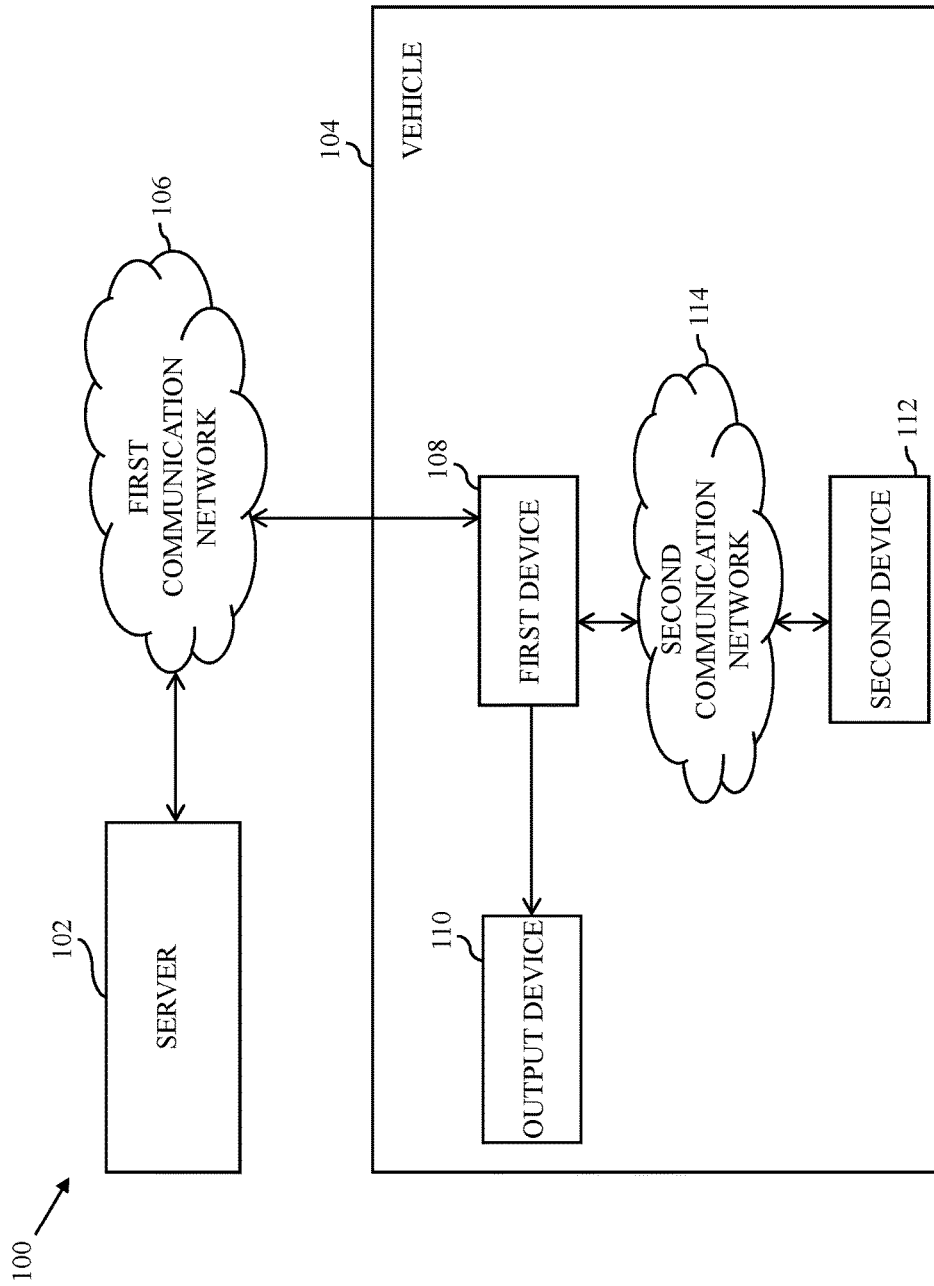 100
102
SERVER
106
FIRST
COMMUNICATION
NETWORK
104
VEHICLE
110
OUTPUT DEVICE
108
FIRST DEVICE
114
SECOND
COMMUNICATION
NETWORK
112
SECOND DEVICE